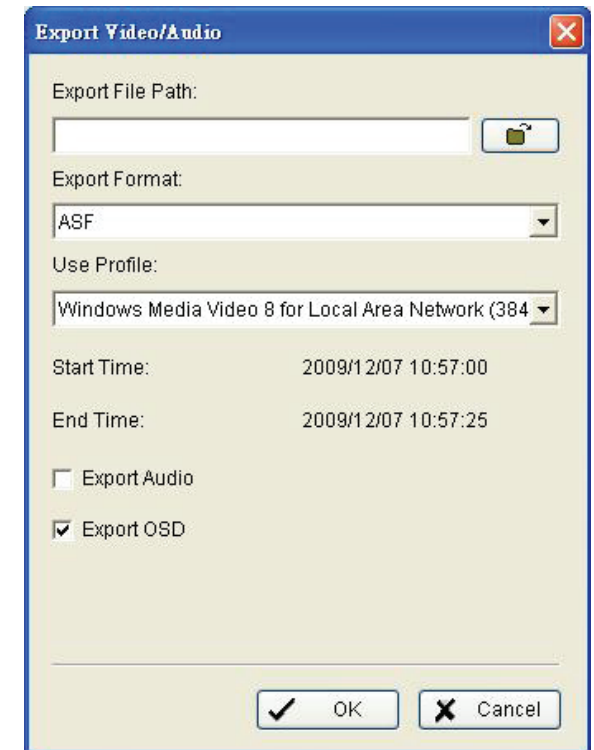 Export Video/Audio
Export File Path:
Export Format:
ASF
Use Profile:
Windows Media Video 8 for Local Area Network (384
Start Time: 2009/12/07 10:57:00
End Time: 2009/12/07 10:57:25
Export Audio
Export OSD
OK Cancel